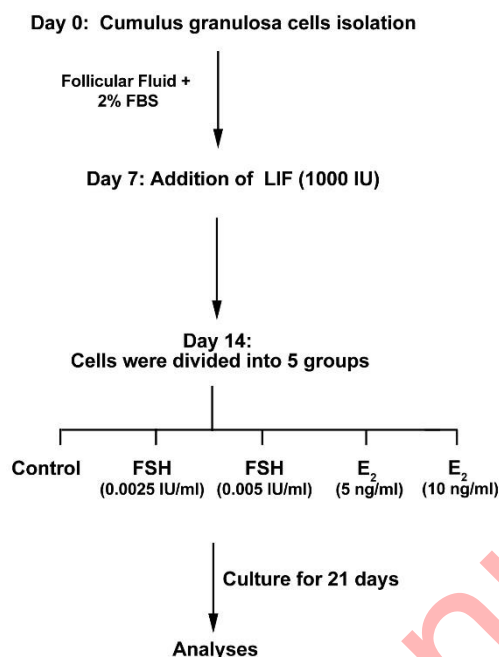 Day 0: Cumulus granulosa cells isolation
Follicular Fluid +
2% FBS
Day 7: Addition of LIF (1000 IU)
Day 14:
Cells were divided into 5 groups
Control FSH FSH E₂ E₂
(0.0025 IU/ml) (0.005 IU/ml) (5 ng/ml) (10 ng/ml)
Culture for 21 days
Analyses